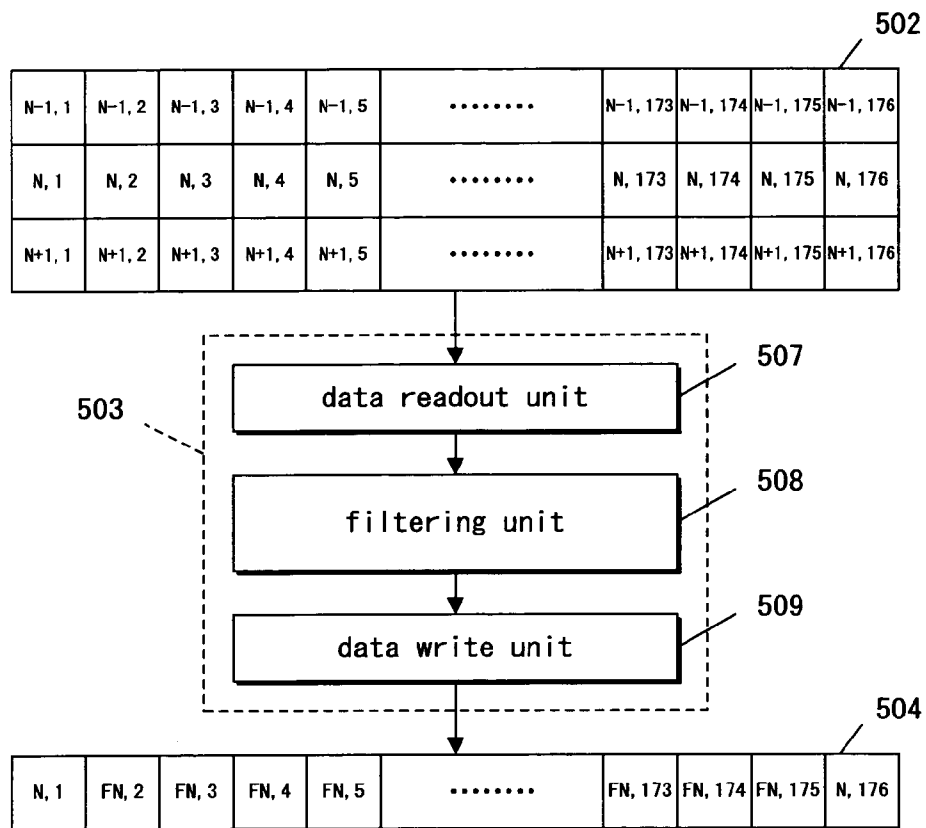 502
N-1, 1 N-1, 2 N-1, 3 N-1, 4 N-1, 5 ········ N-1, 173 N-1, 174 N-1, 175 N-1, 176
N, 1 N, 2 N, 3 N, 4 N, 5 ········ N, 173 N, 174 N, 175 N, 176
N+1, 1 N+1, 2 N+1, 3 N+1, 4 N+1, 5 ········ N+1, 173 N+1, 174 N+1, 175 N+1, 176
507
data readout unit
503
508
filtering unit
509
data write unit
504
N, 1 FN, 2 FN, 3 FN, 4 FN, 5 ········ FN, 173 FN, 174 FN, 175 N, 176